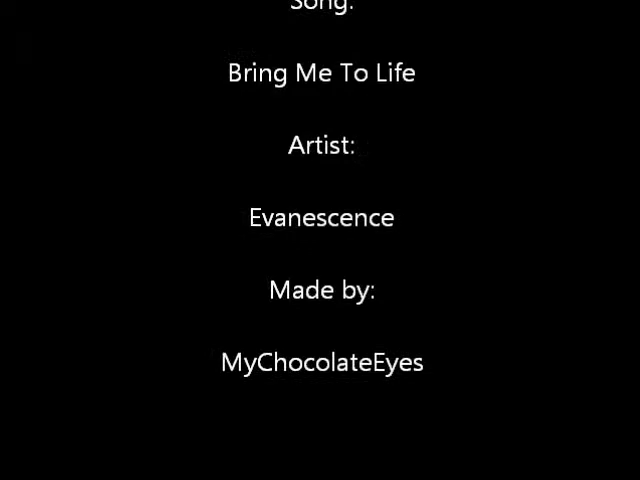 Song:
Bring Me To Life
Artist:
Evanescence
Made by:
MyChocolateEyes